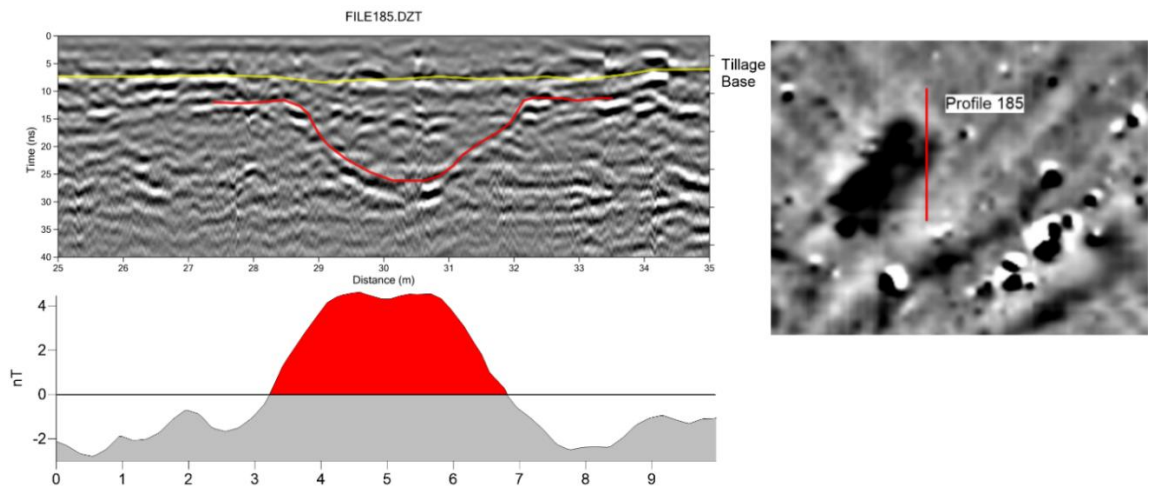 FILE185.DZT
0
5
10
15
20
25
30
35
40
Time (ns)
25 26 27 28 29 30 31 32 33 34 35
Distance (m)
Tillage
Base
Profile 185
4
2
0
-2
nT
0 1 2 3 4 5 6 7 8 9